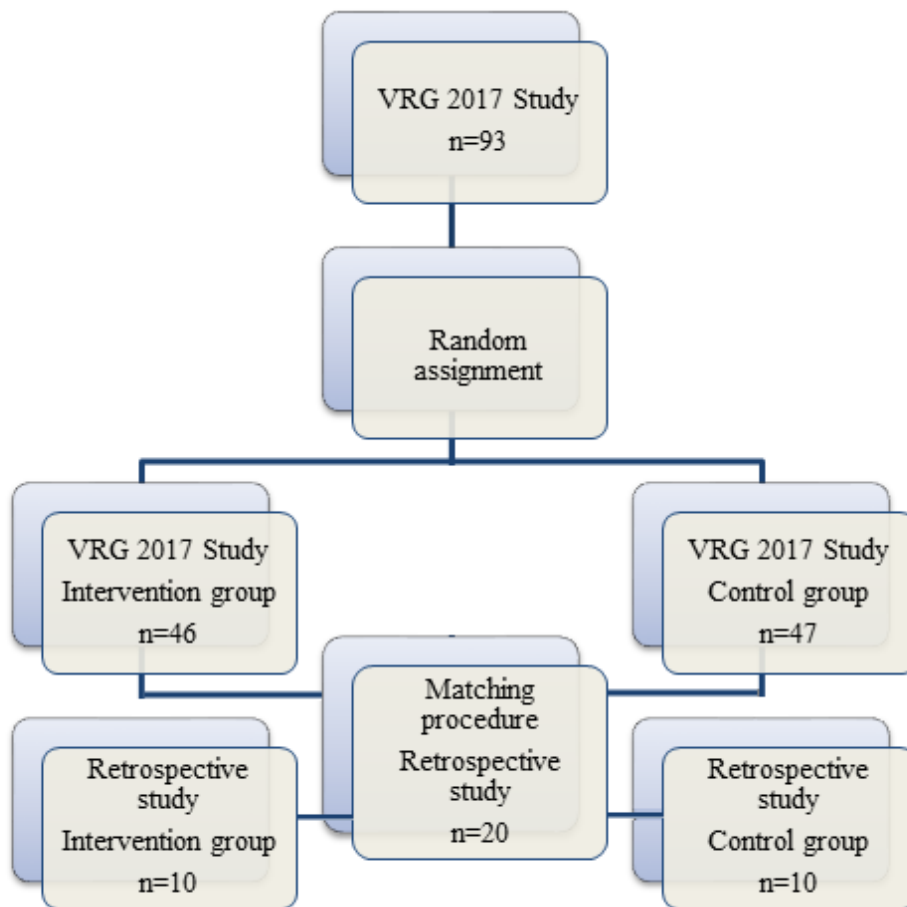 VRG 2017 Study
n=93
Random
assignment
VRG 2017 Study
Intervention group
n=46
VRG 2017 Study
Control group
n=47
Matching
procedure
Retrospective
study
n=20
Retrospective
study
Intervention group
n=10
Retrospective
study
Control group
n=10